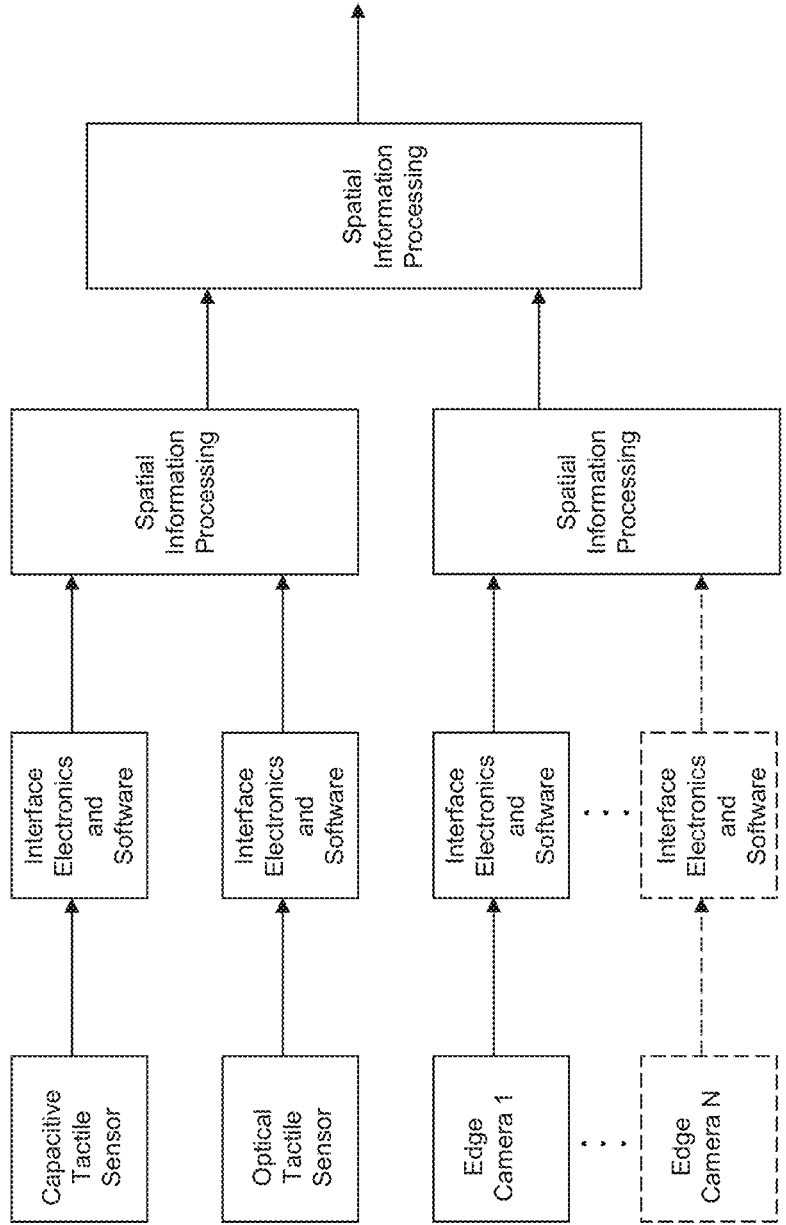 Capacitive
Tactile
Sensor
Interface
Electronics
and
Software
Optical
Tactile
Sensor
Interface
Electronics
and
Software
Spatial
Information
Processing
Edge
Camera 1
Interface
Electronics
and
Software
. . .
. . .
Edge
Camera N
Interface
Electronics
and
Software
Spatial
Information
Processing
Spatial
Information
Processing